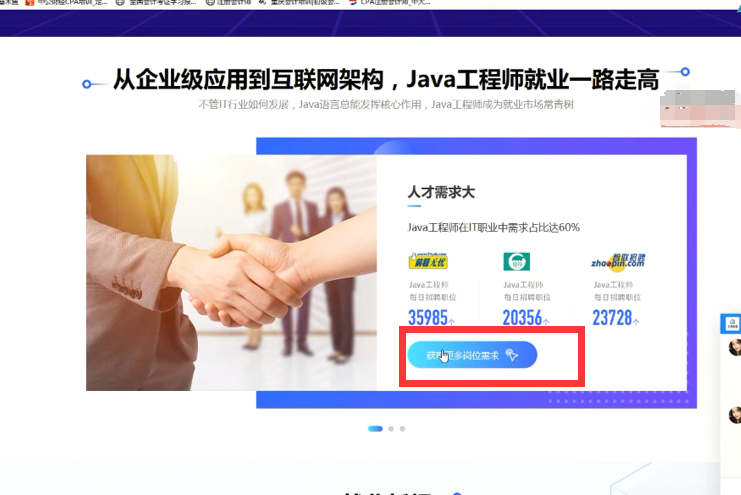 从企业级应用到互联网架构，Java工程师就业一路走高
不管IT行业如何发展，Java语言总能发挥核心作用，Java工程师成为就业市场常青树
人才需求大
Java工程师在IT职业中需求占比达60%
前程无忧
智联招聘
zhaopin.com
Java工程师
每日招聘职位
35985个
Java工程师
每日招聘职位
20356个
Java工程师
每日招聘职位
23728个
更多岗位需求